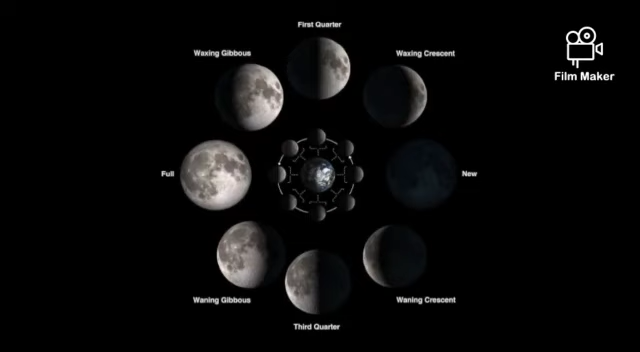 First Quarter
Waxing Gibbous
Waxing Crescent
Film Maker
Full
New
Waning Gibbous
Waning Crescent
Third Quarter